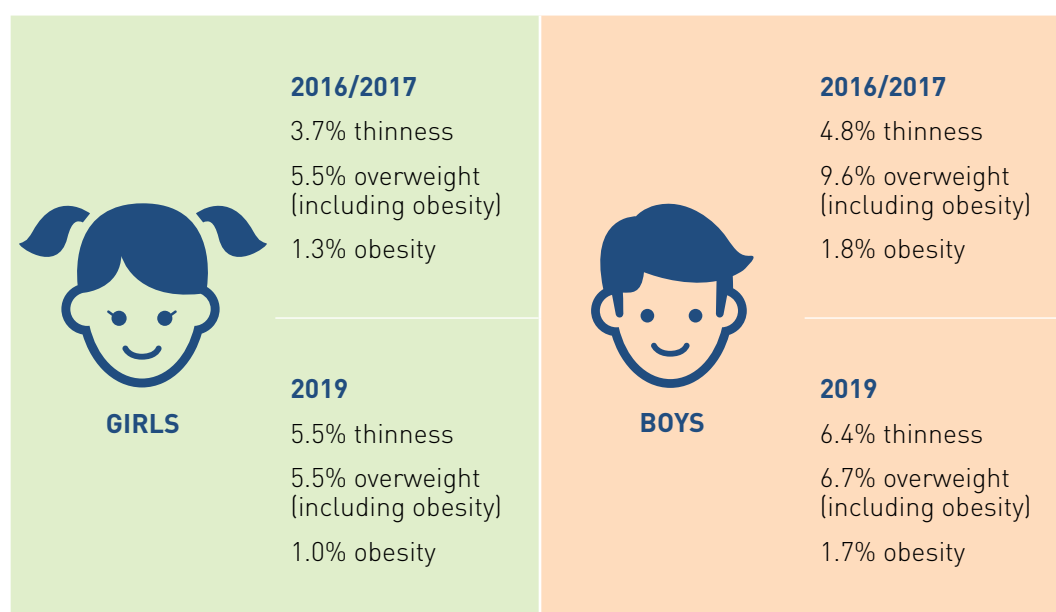 2016/2017
3.7% thinness
5.5% overweight
(including obesity)
1.3% obesity
2019
5.5% thinness
5.5% overweight
(including obesity)
1.0% obesity
GIRLS
2016/2017
4.8% thinness
9.6% overweight
(including obesity)
1.8% obesity
2019
6.4% thinness
6.7% overweight
(including obesity)
1.7% obesity
BOYS